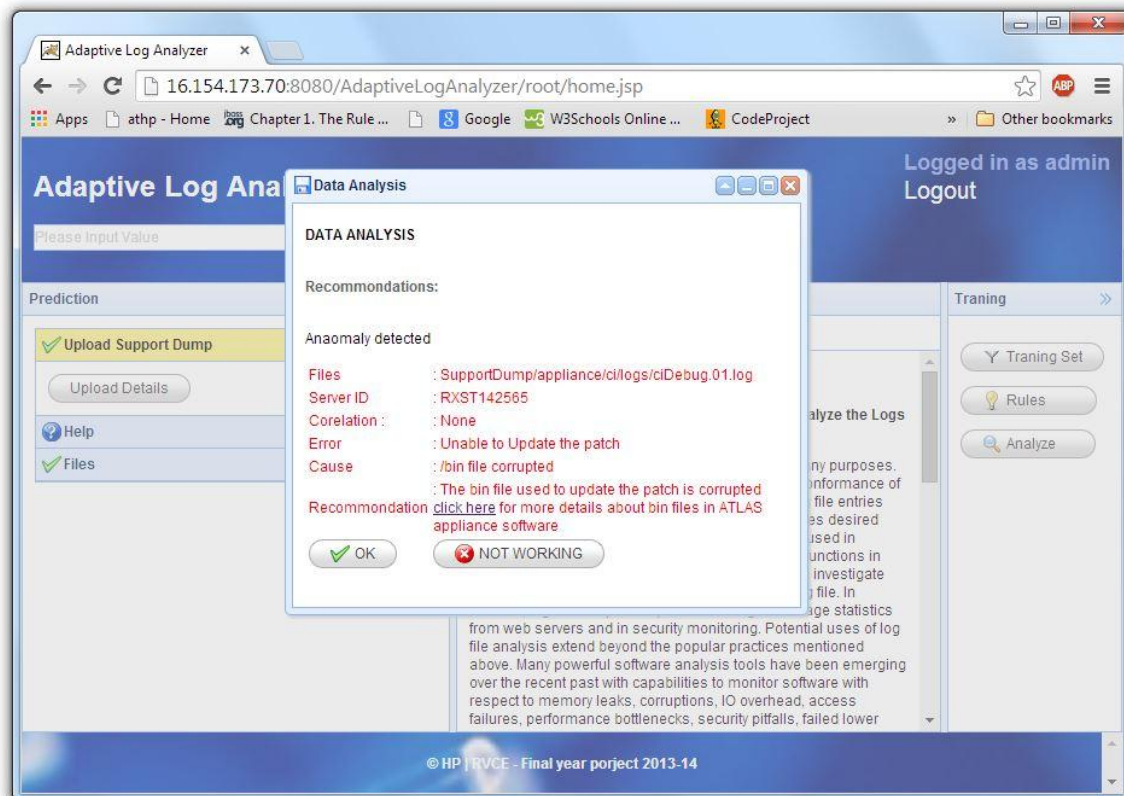 Adaptive Log Analyzer
16.154.173.70:8080/AdaptiveLogAnalyzer/root/home.jsp
ABP
Apps athp - Home jboss.org Chapter 1. The Rule ... Google W3Schools Online ... CodeProject » Other bookmarks
Adaptive Log Ana
Logged in as admin
Logout
Please Input Value
Prediction
Upload Support Dump
Upload Details
Help
Files
Data Analysis
DATA ANALYSIS
Recommondations:
Anaomaly detected
Files : SupportDump/appliance/ci/logs/ciDebug.01.log
Server ID : RXST142565
Corelation : : None
Error : Unable to Update the patch
Cause : /bin file corrupted
: The bin file used to update the patch is corrupted
Recommondation click here for more details about bin files in ATLAS
appliance software
OK NOT WORKING
alyze the Logs
ny purposes.
onformance of
file entries
es desired
used in
unctions in
investigate
file. In
age statistics
from web servers and in security monitoring. Potential uses of log
file analysis extend beyond the popular practices mentioned
above. Many powerful software analysis tools have been emerging
over the recent past with capabilities to monitor software with
respect to memory leaks, corruptions, IO overhead, access
failures, performance bottlenecks, security pitfalls, failed lower
Traning »
Traning Set
Rules
Analyze
© HP | RVCE - Final year porject 2013-14